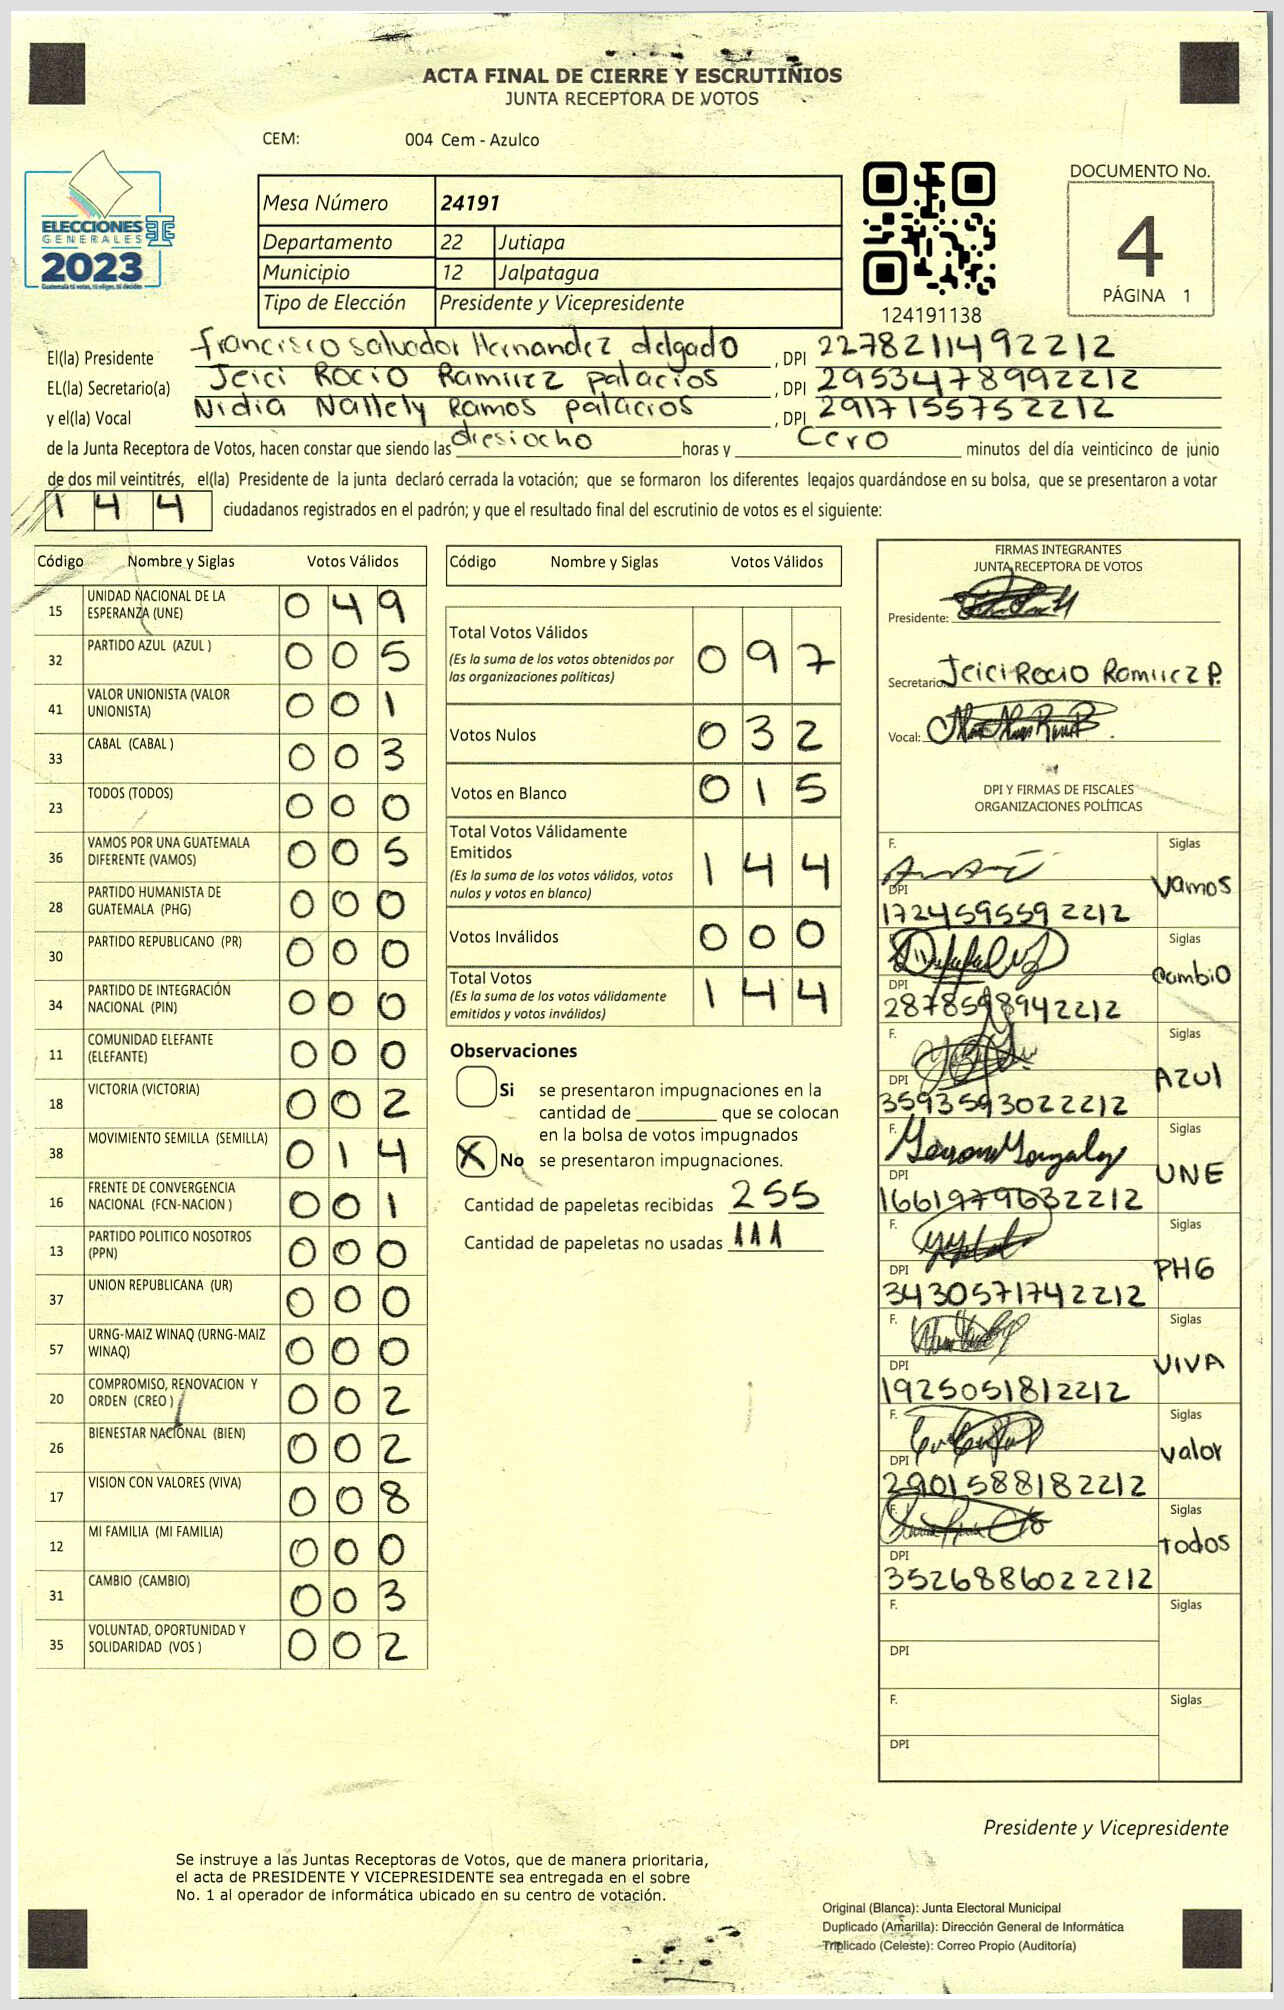 ACTA FINAL DE CIERRE Y ESCRUTINIOS
JUNTA RECEPTORA DE VOTOS
CEM: 004 Cem - Azulco
ELECCIONES
GENERALES
2023
Guatemala tú votas, tú eliges, tú decides
Mesa Número 24191
Departamento 22 Jutiapa
Municipio 12 Jalpatagua
Tipo de Elección Presidente y Vicepresidente
124191138
DOCUMENTO No.
4
PÁGINA 1
El(la) Presidente Francisco Salvador Hernandez delgado , DPI 2278211492212
EL(la) Secretario(a) Jeici Rocio Ramirez palacios , DPI 2953478992212
y el(la) Vocal Nidia Nallely Ramos palacios , DPI 2917155752212
de la Junta Receptora de Votos, hacen constar que siendo las diesiocho horas y Cero minutos del día veinticinco de junio
de dos mil veintitrés, el(la) Presidente de la junta declaró cerrada la votación; que se formaron los diferentes legajos guardándose en su bolsa, que se presentaron a votar
1 4 4 ciudadanos registrados en el padrón; y que el resultado final del escrutinio de votos es el siguiente:
Código Nombre y Siglas Votos Válidos
15 UNIDAD NACIONAL DE LA ESPERANZA (UNE) 0 4 9
32 PARTIDO AZUL (AZUL ) 0 0 5
41 VALOR UNIONISTA (VALOR UNIONISTA) 0 0 1
33 CABAL (CABAL ) 0 0 3
23 TODOS (TODOS) 0 0 0
36 VAMOS POR UNA GUATEMALA DIFERENTE (VAMOS) 0 0 5
28 PARTIDO HUMANISTA DE GUATEMALA (PHG) 0 0 0
30 PARTIDO REPUBLICANO (PR) 0 0 0
34 PARTIDO DE INTEGRACIÓN NACIONAL (PIN) 0 0 0
11 COMUNIDAD ELEFANTE (ELEFANTE) 0 0 0
18 VICTORIA (VICTORIA) 0 0 2
38 MOVIMIENTO SEMILLA (SEMILLA) 0 1 4
16 FRENTE DE CONVERGENCIA NACIONAL (FCN-NACION ) 0 0 1
13 PARTIDO POLITICO NOSOTROS (PPN) 0 0 0
37 UNION REPUBLICANA (UR) 0 0 0
57 URNG-MAIZ WINAQ (URNG-MAIZ WINAQ) 0 0 0
20 COMPROMISO, RENOVACION Y ORDEN (CREO ) 0 0 2
26 BIENESTAR NACIONAL (BIEN) 0 0 2
17 VISION CON VALORES (VIVA) 0 0 8
12 MI FAMILIA (MI FAMILIA) 0 0 0
31 CAMBIO (CAMBIO) 0 0 3
35 VOLUNTAD, OPORTUNIDAD Y SOLIDARIDAD (VOS ) 0 0 2
Código Nombre y Siglas Votos Válidos
Total Votos Válidos 0 9 7
(Es la suma de los votos obtenidos por
las organizaciones políticas)
Votos Nulos 0 3 2
Votos en Blanco 0 1 5
Total Votos Válidamente
Emitidos 1 4 4
(Es la suma de los votos válidos, votos
nulos y votos en blanco)
Votos Inválidos 0 0 0
Total Votos 1 4 4
(Es la suma de los votos válidamente
emitidos y votos inválidos)
Observaciones
Si se presentaron impugnaciones en la
cantidad de ________ que se colocan
en la bolsa de votos impugnados
X No se presentaron impugnaciones.
Cantidad de papeletas recibidas 255
Cantidad de papeletas no usadas 111
FIRMAS INTEGRANTES
JUNTA RECEPTORA DE VOTOS
Presidente:
Secretario: Jeici Rocio Ramirez P.
Vocal:
DPI Y FIRMAS DE FISCALES
ORGANIZACIONES POLÍTICAS
F. Siglas
DPI Vamos
1724595592212
F. Siglas
DPI Cambio
2878598942212
F. Siglas
DPI Azul
3593593022212
F. Siglas
DPI UNE
1661979632212
F. Siglas
DPI PHG
3430571742212
F. Siglas
DPI VIVA
1925051812212
F. Siglas
DPI Valor
2901588182212
F. Siglas
DPI Todos
3526886022212
F. Siglas
DPI
F. Siglas
DPI
Presidente y Vicepresidente
Se instruye a las Juntas Receptoras de Votos, que de manera prioritaria,
el acta de PRESIDENTE Y VICEPRESIDENTE sea entregada en el sobre
No. 1 al operador de informática ubicado en su centro de votación.
Original (Blanca): Junta Electoral Municipal
Duplicado (Amarilla): Dirección General de Informática
Triplicado (Celeste): Correo Propio (Auditoría)